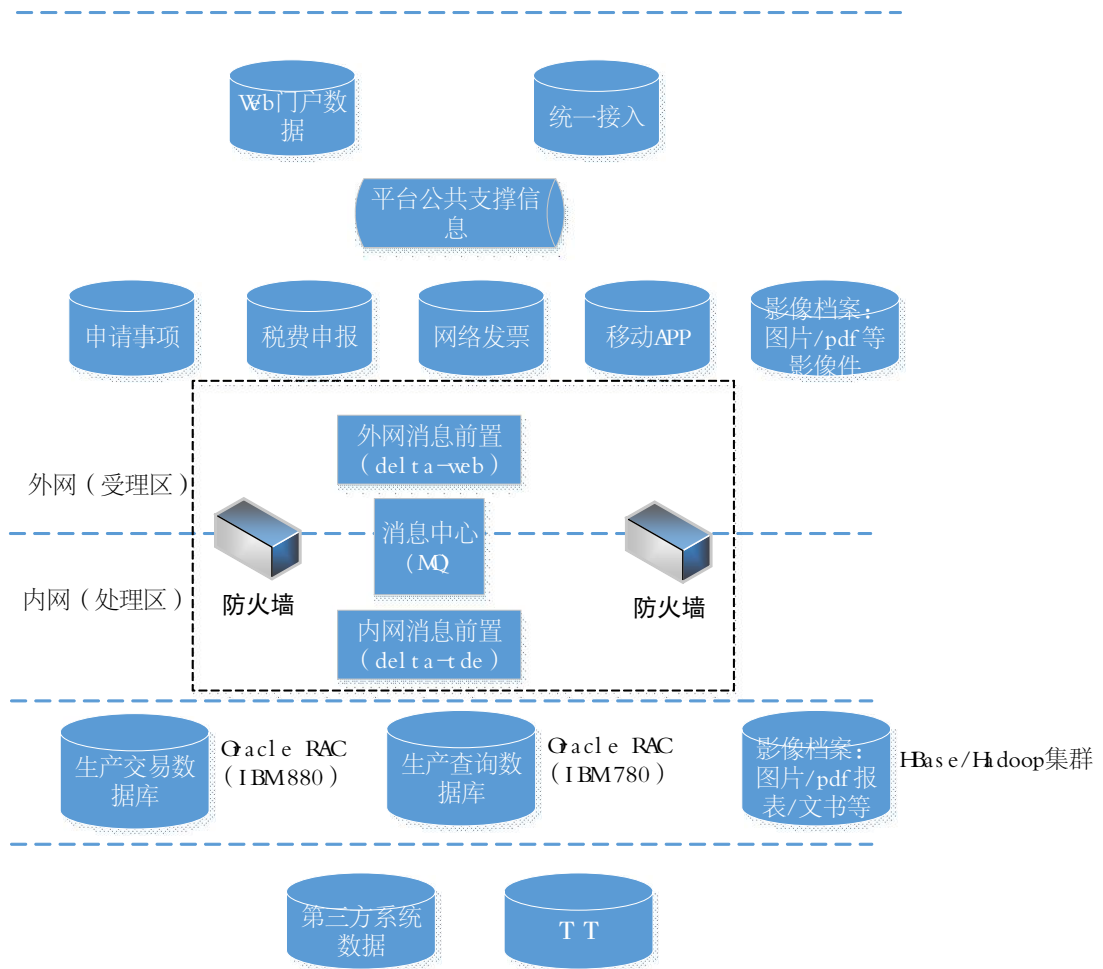 Web门户数
据
统一接入
平台公共支撑信
息
申请事项
税费申报
网络发票
移动APP
影像档案：
图片/pdf等
影像件
外网消息前置
（delta-web）
外网（受理区）
消息中心
（MQ
防火墙
防火墙
内网（处理区）
内网消息前置
（delta-tde）
生产交易数
据库
Oracle RAC
（IBM880）
生产查询数
据库
Oracle RAC
（IBM780）
影像档案：
图片/pdf报
表/文书等
HBase/Hadoop集群
第三方系统
数据
TT